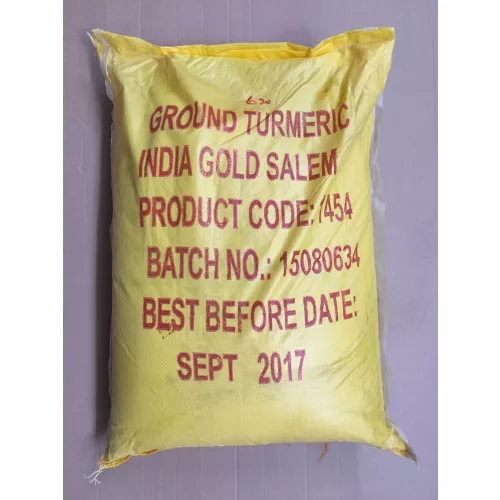 GROUND TURMERIC
INDIA GOLD SALEM
PRODUCT CODE: 7454
BATCH NO.: 15080634
BEST BEFORE DATE:
SEPT 2017